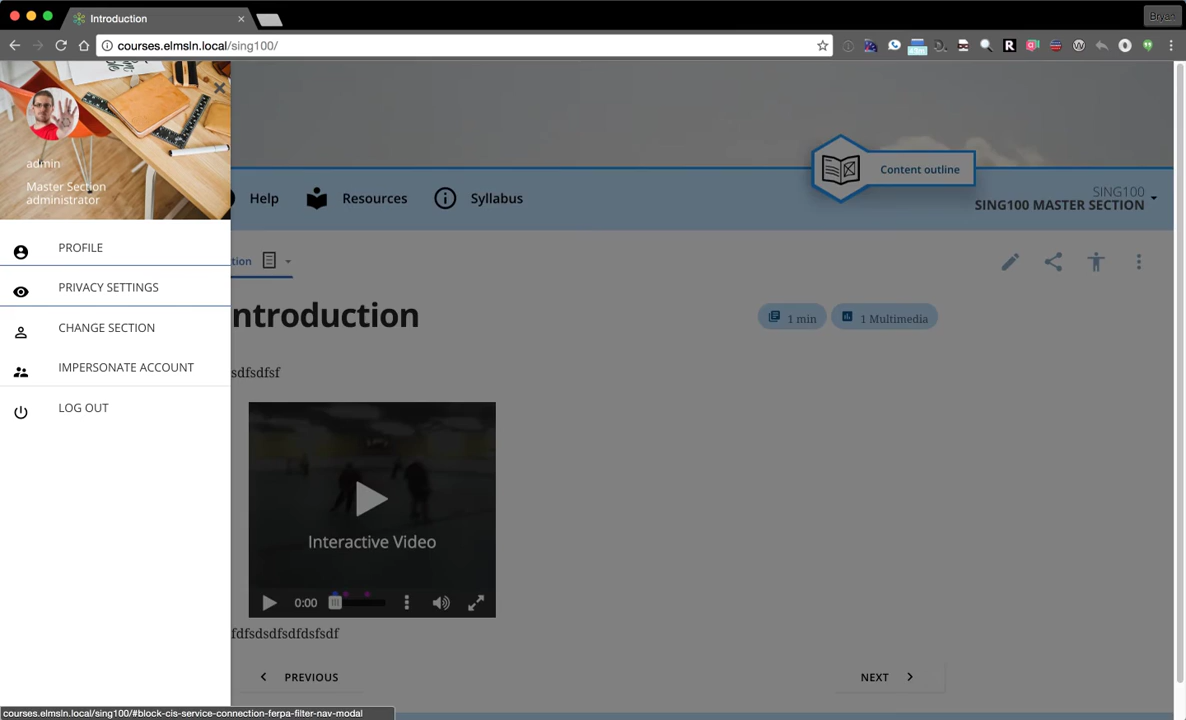 Introduction
Bryan
courses.elmsln.local/sing100/
43m
R
W
admin
Master Section
administrator
PROFILE
PRIVACY SETTINGS
CHANGE SECTION
IMPERSONATE ACCOUNT
LOG OUT
Help
Resources
Syllabus
Content outline
SING100
SING100 MASTER SECTION
tion
ntroduction
1 min
1 Multimedia
sdfsdfsf
Interactive Video
0:00
fdfsdsdfsdfdsfsdf
PREVIOUS
NEXT
courses.elmsln.local/sing100/#block-cis-service-connection-ferpa-filter-nav-modal